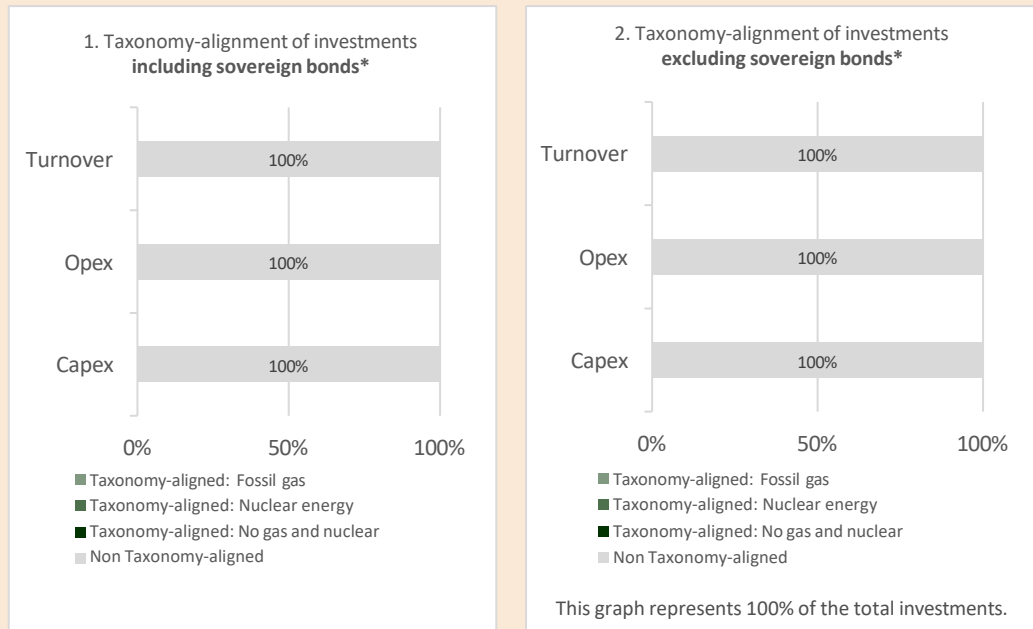 1. Taxonomy-alignment of investments
including sovereign bonds*
Turnover
100%
Opex
100%
Capex
100%
0% 50% 100%
Taxonomy-aligned: Fossil gas
Taxonomy-aligned: Nuclear energy
Taxonomy-aligned: No gas and nuclear
Non Taxonomy-aligned
2. Taxonomy-alignment of investments
excluding sovereign bonds*
Turnover
100%
Opex
100%
Capex
100%
0% 50% 100%
Taxonomy-aligned: Fossil gas
Taxonomy-aligned: Nuclear energy
Taxonomy-aligned: No gas and nuclear
Non Taxonomy-aligned
This graph represents 100% of the total investments.